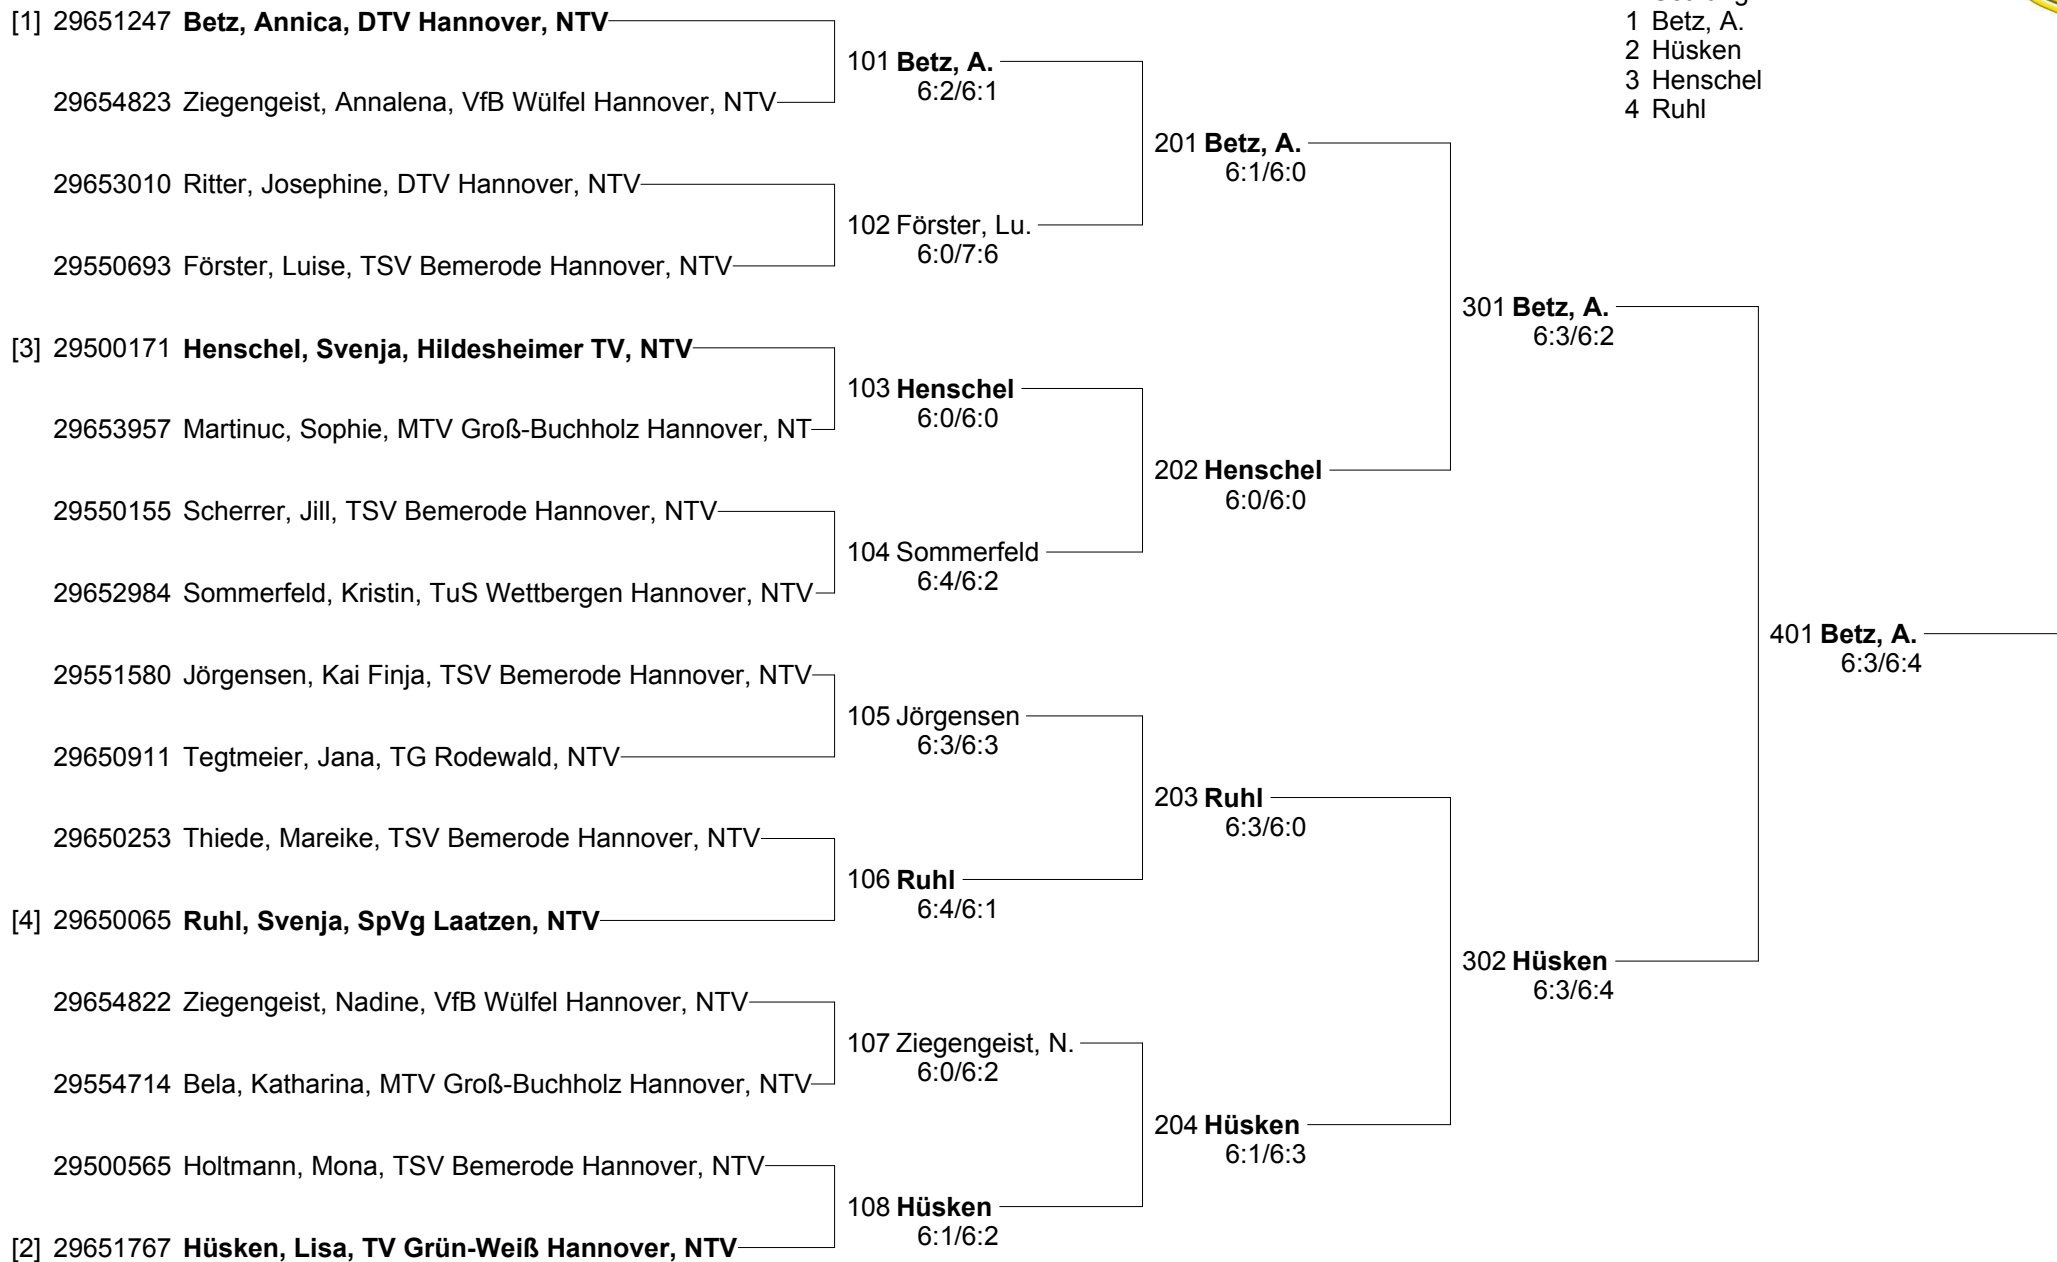 [1] 29651247 Betz, Annica, DTV Hannover, NTV
29654823 Ziegengeist, Annalena, VfB Wülfel Hannover, NTV
29653010 Ritter, Josephine, DTV Hannover, NTV
29550693 Förster, Luise, TSV Bemerode Hannover, NTV
[3] 29500171 Henschel, Svenja, Hildesheimer TV, NTV
29653957 Martinuc, Sophie, MTV Groß-Buchholz Hannover, NT
29550155 Scherrer, Jill, TSV Bemerode Hannover, NTV
29652984 Sommerfeld, Kristin, TuS Wettbergen Hannover, NTV
29551580 Jörgensen, Kai Finja, TSV Bemerode Hannover, NTV
29650911 Tegtmeier, Jana, TG Rodewald, NTV
29650253 Thiede, Mareike, TSV Bemerode Hannover, NTV
[4] 29650065 Ruhl, Svenja, SpVg Laatzen, NTV
29654822 Ziegengeist, Nadine, VfB Wülfel Hannover, NTV
29554714 Bela, Katharina, MTV Groß-Buchholz Hannover, NTV
29500565 Holtmann, Mona, TSV Bemerode Hannover, NTV
[2] 29651767 Hüsken, Lisa, TV Grün-Weiß Hannover, NTV
101 Betz, A.
6:2/6:1
102 Förster, Lu.
6:0/7:6
103 Henschel
6:0/6:0
104 Sommerfeld
6:4/6:2
105 Jörgensen
6:3/6:3
106 Ruhl
6:4/6:1
107 Ziegengeist, N.
6:0/6:2
108 Hüsken
6:1/6:2
201 Betz, A.
6:1/6:0
202 Henschel
6:0/6:0
203 Ruhl
6:3/6:0
204 Hüsken
6:1/6:3
301 Betz, A.
6:3/6:2
302 Hüsken
6:3/6:4
401 Betz, A.
6:3/6:4
1 Betz, A.
2 Hüsken
3 Henschel
4 Ruhl